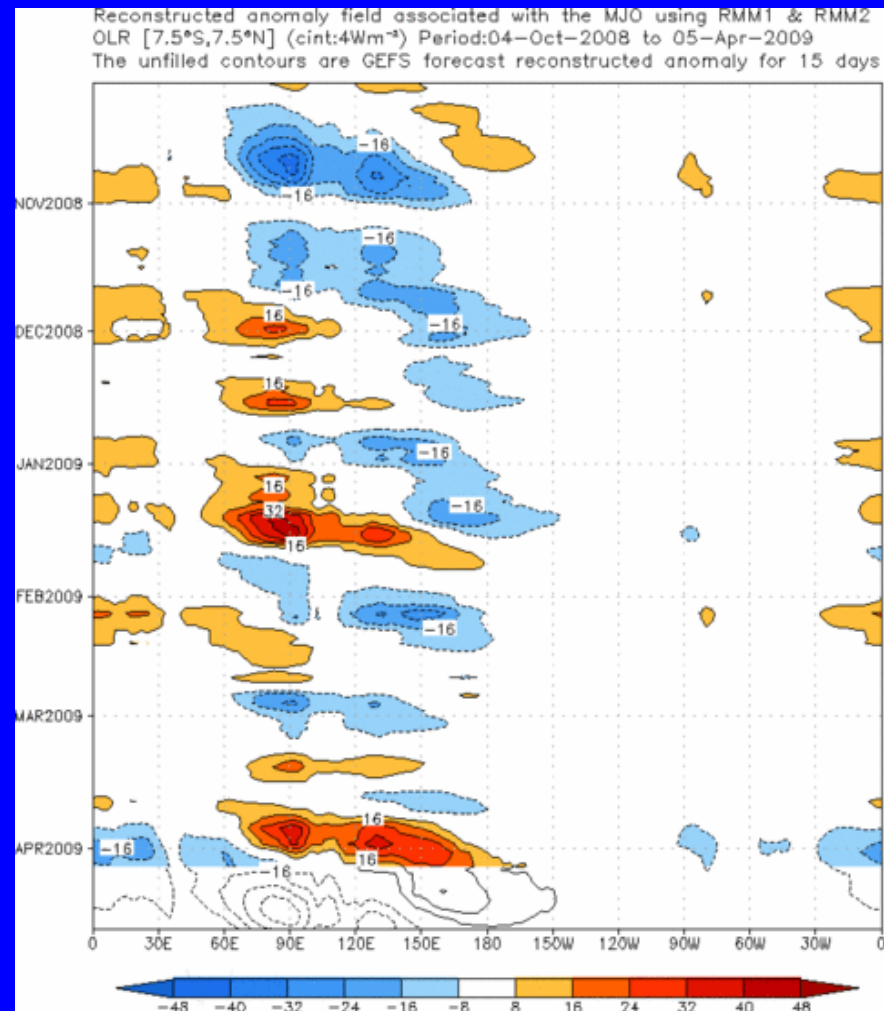 Reconstructed anomaly field associated with the MJO using RMM1 & RMM2
OLR [7.5°S,7.5°N] (cint:4Wm⁻²) Period:04-Oct-2008 to 05-Apr-2009
The unfilled contours are GEFS forecast reconstructed anomaly for 15 days
-16
-16
NOV2008
-16
-16
16
-16
DEC2008
16
-16
JAN2009
16
-16
32
16
FEB2009
-16
MAR2009
16
APR2009
-16
16
-16
0 30E 60E 90E 120E 150E 180 150W 120W 90W 60W 30W 0
-48 -40 -32 -24 -16 -8 8 16 24 32 40 48